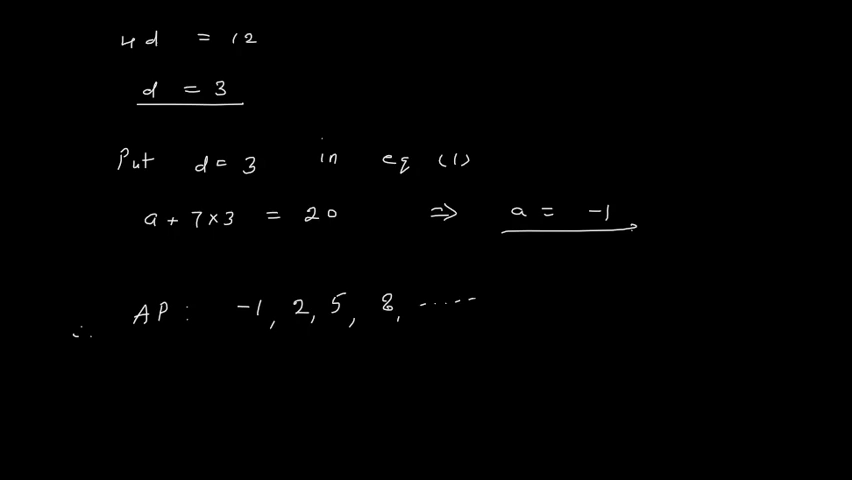 4d = 12
d = 3
Put d = 3 in eq (1)
a + 7 × 3 = 20 ⇒ a = -1
∴ AP : -1, 2, 5, 8, ......